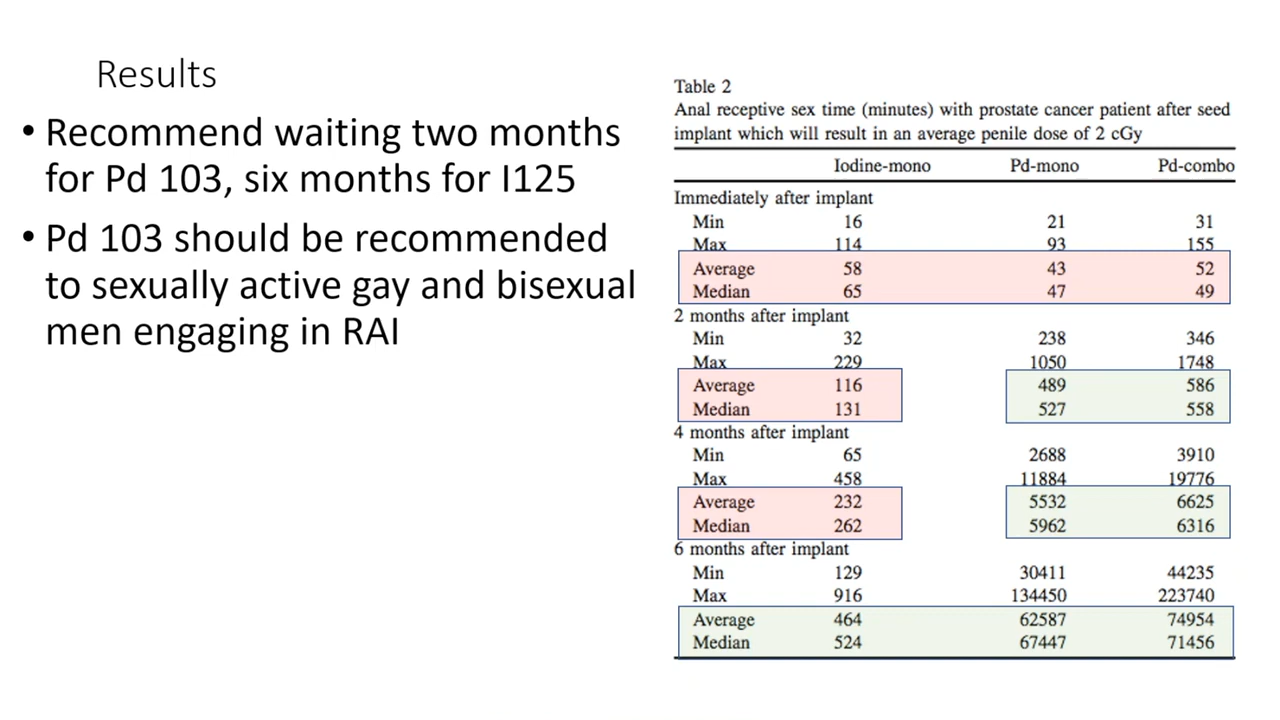 Results
• Recommend waiting two months
for Pd 103, six months for I125
• Pd 103 should be recommended
to sexually active gay and bisexual
men engaging in RAI
Table 2
Anal receptive sex time (minutes) with prostate cancer patient after seed
implant which will result in an average penile dose of 2 cGy
Iodine-mono Pd-mono Pd-combo
Immediately after implant
Min 16 21 31
Max 114 93 155
Average 58 43 52
Median 65 47 49
2 months after implant
Min 32 238 346
Max 229 1050 1748
Average 116 489 586
Median 131 527 558
4 months after implant
Min 65 2688 3910
Max 458 11884 19776
Average 232 5532 6625
Median 262 5962 6316
6 months after implant
Min 129 30411 44235
Max 916 134450 223740
Average 464 62587 74954
Median 524 67447 71456